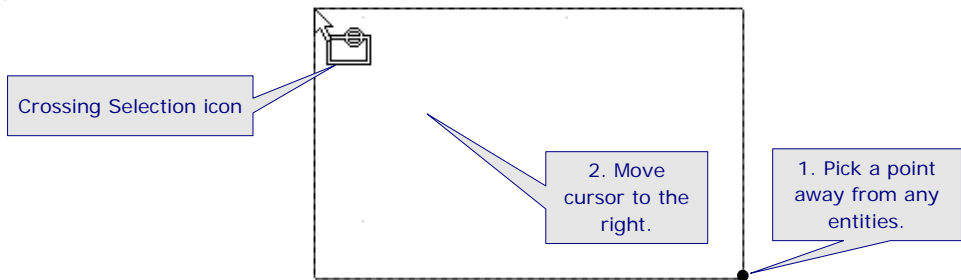 Crossing Selection icon
2. Move
cursor to the
right.
1. Pick a point
away from any
entities.